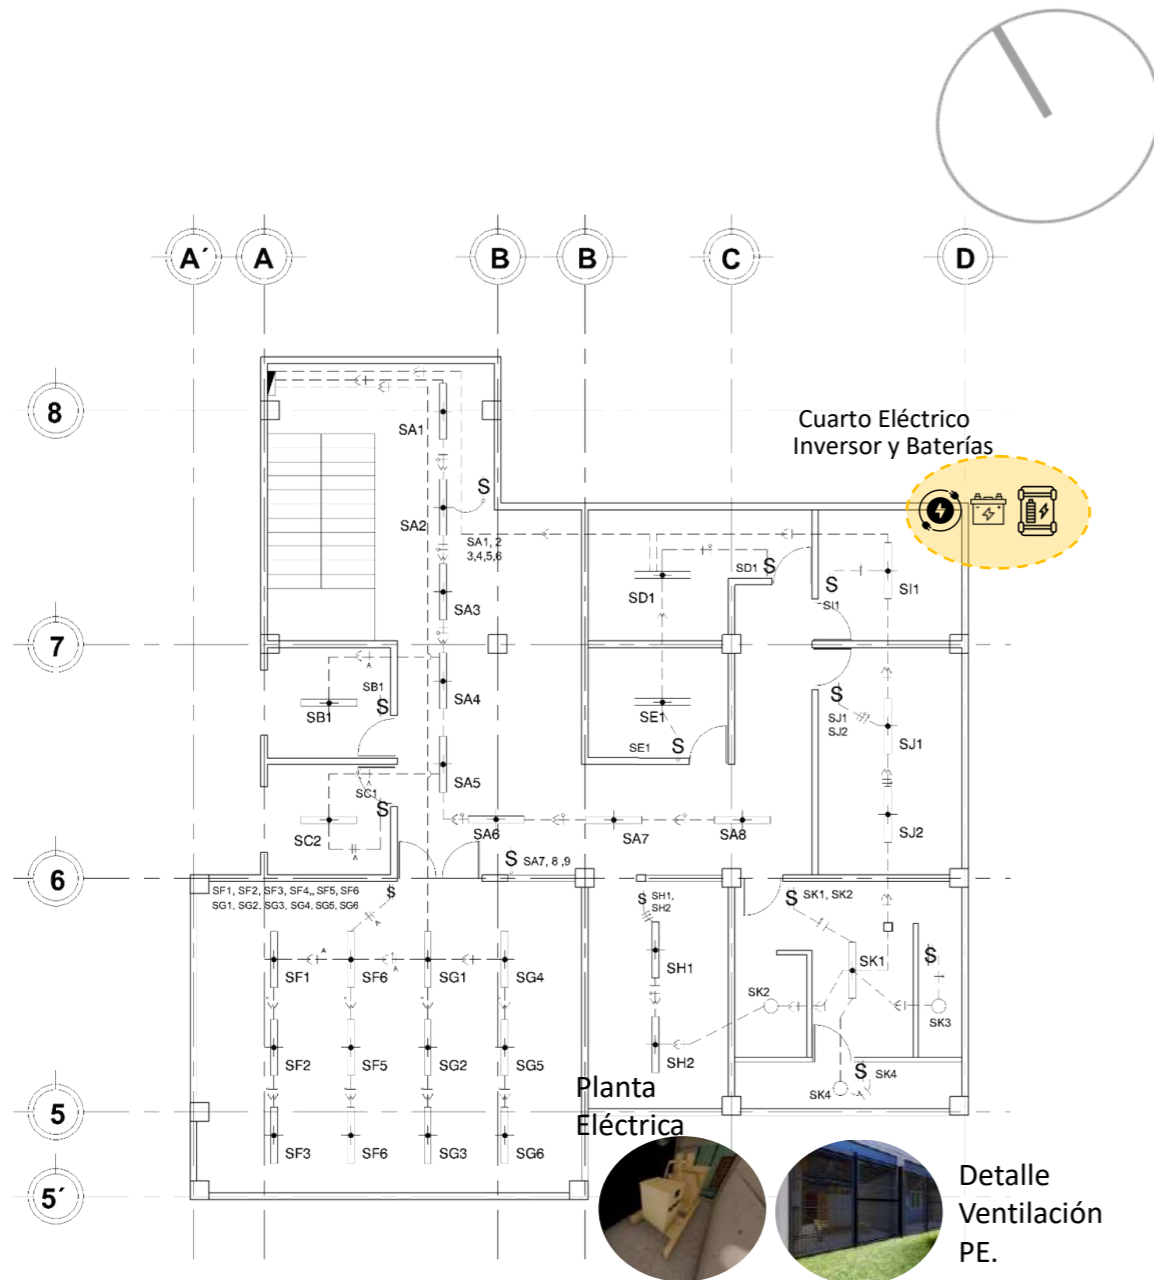 A´ A B B C D
8
Cuarto Eléctrico
Inversor y Baterías
SA1
S
SA2
SA1, 2
3,4,5,6
SD1 S
SA3
SD1
S
SI1
SI1
7
SA4
SB1
SB1
S
SE1
S
SJ1
SJ2
SJ1
SE1 S
SA5
SC1
S
SC2
SA6
SA7
SA8
SJ2
6
S SA7, 8 ,9
SF1, SF2, SF3, SF4,, SF5, SF6
SG1, SG2, SG3, SG4, SG5, SG6
S
S SH1,
SH2
S SK1, SK2
SF1
SF6
SG1
SG4
SH1
SK1
S
SK2
SK3
SF2
SF5
SG2
SG5
SH2
S SK4
SK4
Planta
Eléctrica
5
SF3
SF6
SG3
SG6
5´
Detalle
Ventilación
PE.